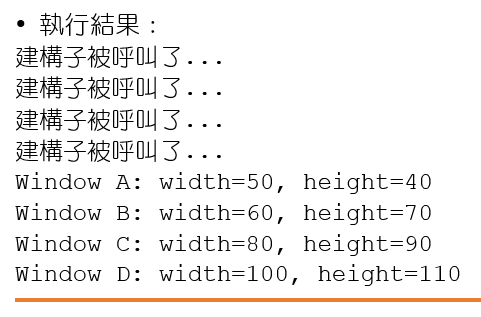 • 執行結果：
建構子被呼叫了...
建構子被呼叫了...
建構子被呼叫了...
建構子被呼叫了...
Window A: width=50, height=40
Window B: width=60, height=70
Window C: width=80, height=90
Window D: width=100, height=110